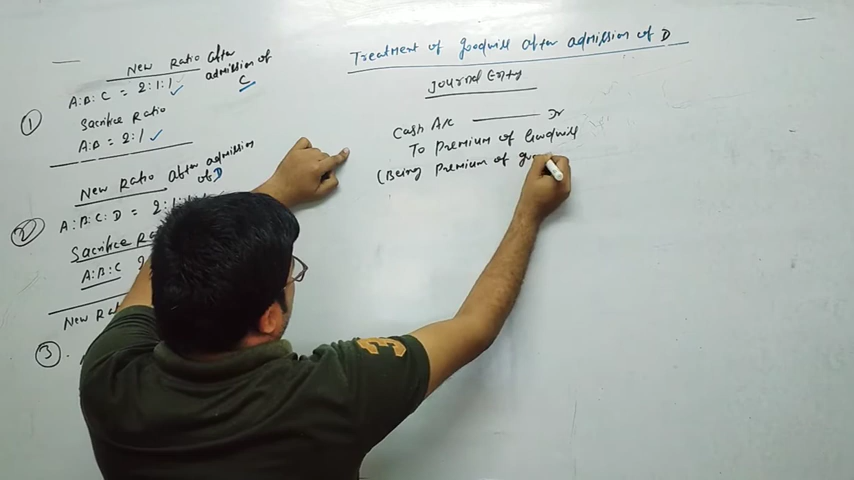 New Ratio after
admission of
C
A:B:C = 2:1:1 ✓
① Sacrifice Ratio
A:B = 2:1 ✓
New Ratio after admission
of D
② A:B:C:D = 2:1:
Sacrifice
A:B:C
New
③
Treatment of goodwill after admission of D
Journal Entry
Cash A/c ——— Dr
To Premium of Goodwill
(Being Premium of
3